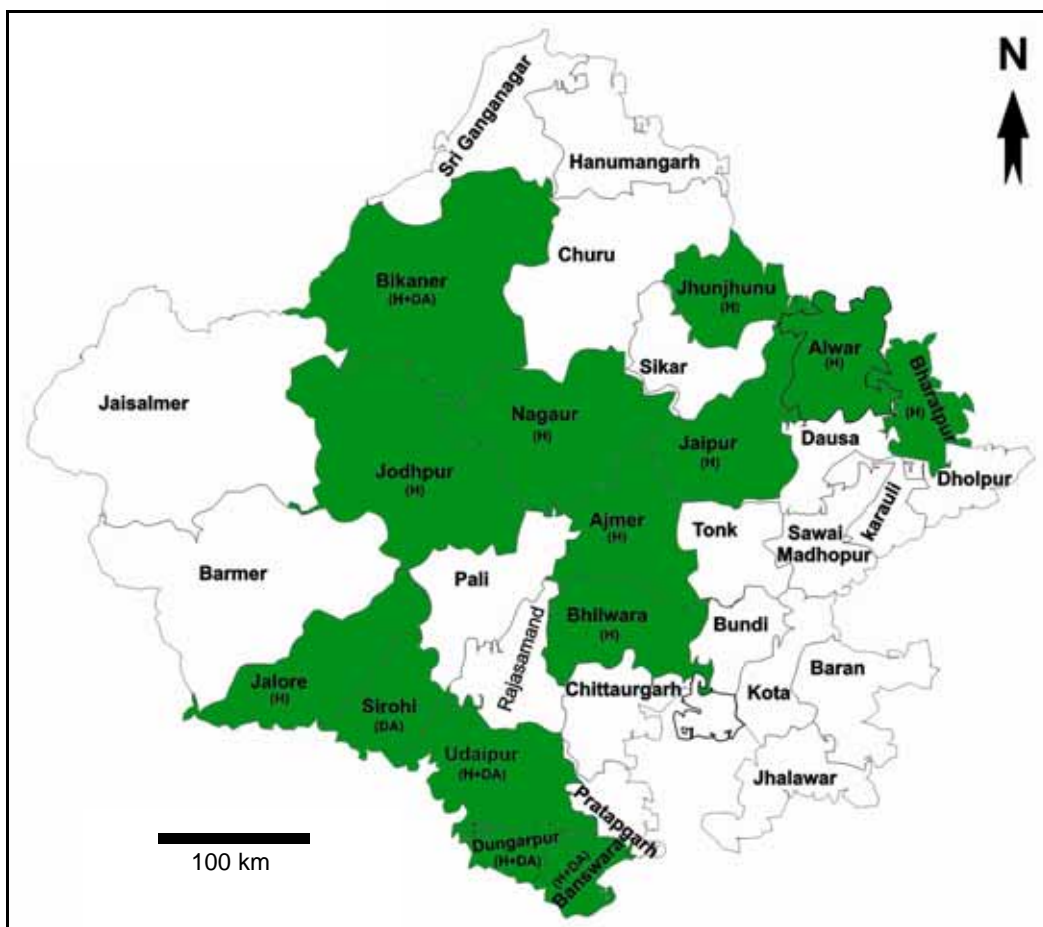 N
Sri Ganganagar
Hanumangarh
Churu
Bikaner
(H+DA)
Jhunjhunu
(H)
Alwar
(H)
Bharatpur
(H)
Sikar
Jaisalmer
Nagaur
(H)
Jaipur
(H)
Dausa
Jodhpur
(H)
Dholpur
karauli
Ajmer
(H)
Tonk
Sawai
Madhopur
Barmer
Pali
Bhilwara
(H)
Bundi
Rajasamand
Baran
Jalore
(H)
Chittaurgarh
Kota
Sirohi
(DA)
Udaipur
(H+DA)
Jhalawar
Pratapgarh
Dungarpur
(H+DA)
(H+DA)
Banswara
100 km